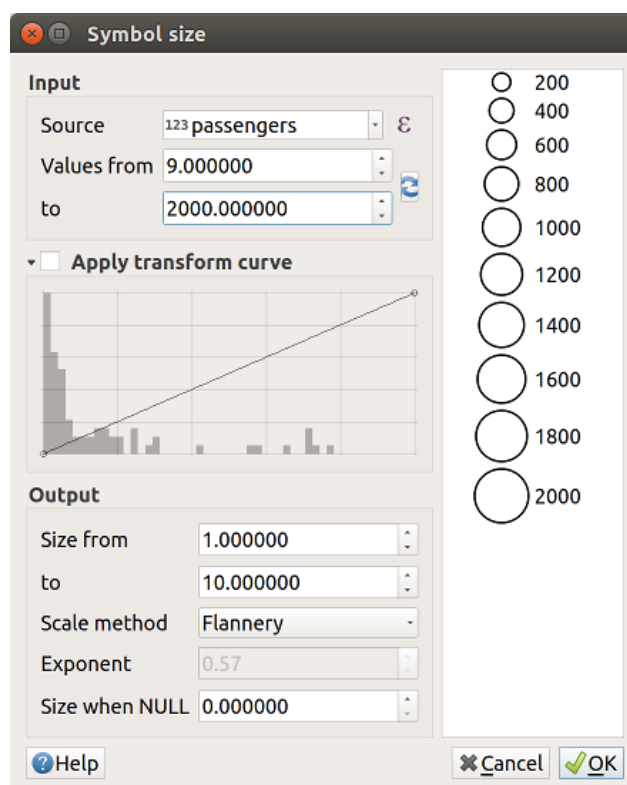 Symbol size
Input
Source 123 passengers ε
Values from 9.000000
to 2000.000000
Apply transform curve
Output
Size from 1.000000
to 10.000000
Scale method Flannery
Exponent 0.57
Size when NULL 0.000000
Help
200
400
600
800
1000
1200
1400
1600
1800
2000
Cancel OK